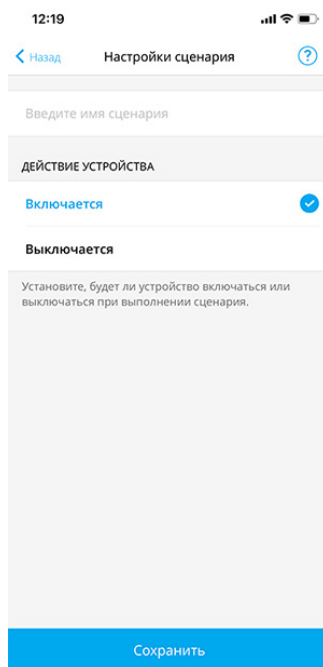 12:19
Назад
Настройки сценария
?
Введите имя сценария
ДЕЙСТВИЕ УСТРОЙСТВА
Включается
Выключается
Установите, будет ли устройство включаться или
выключаться при выполнении сценария.
Сохранить